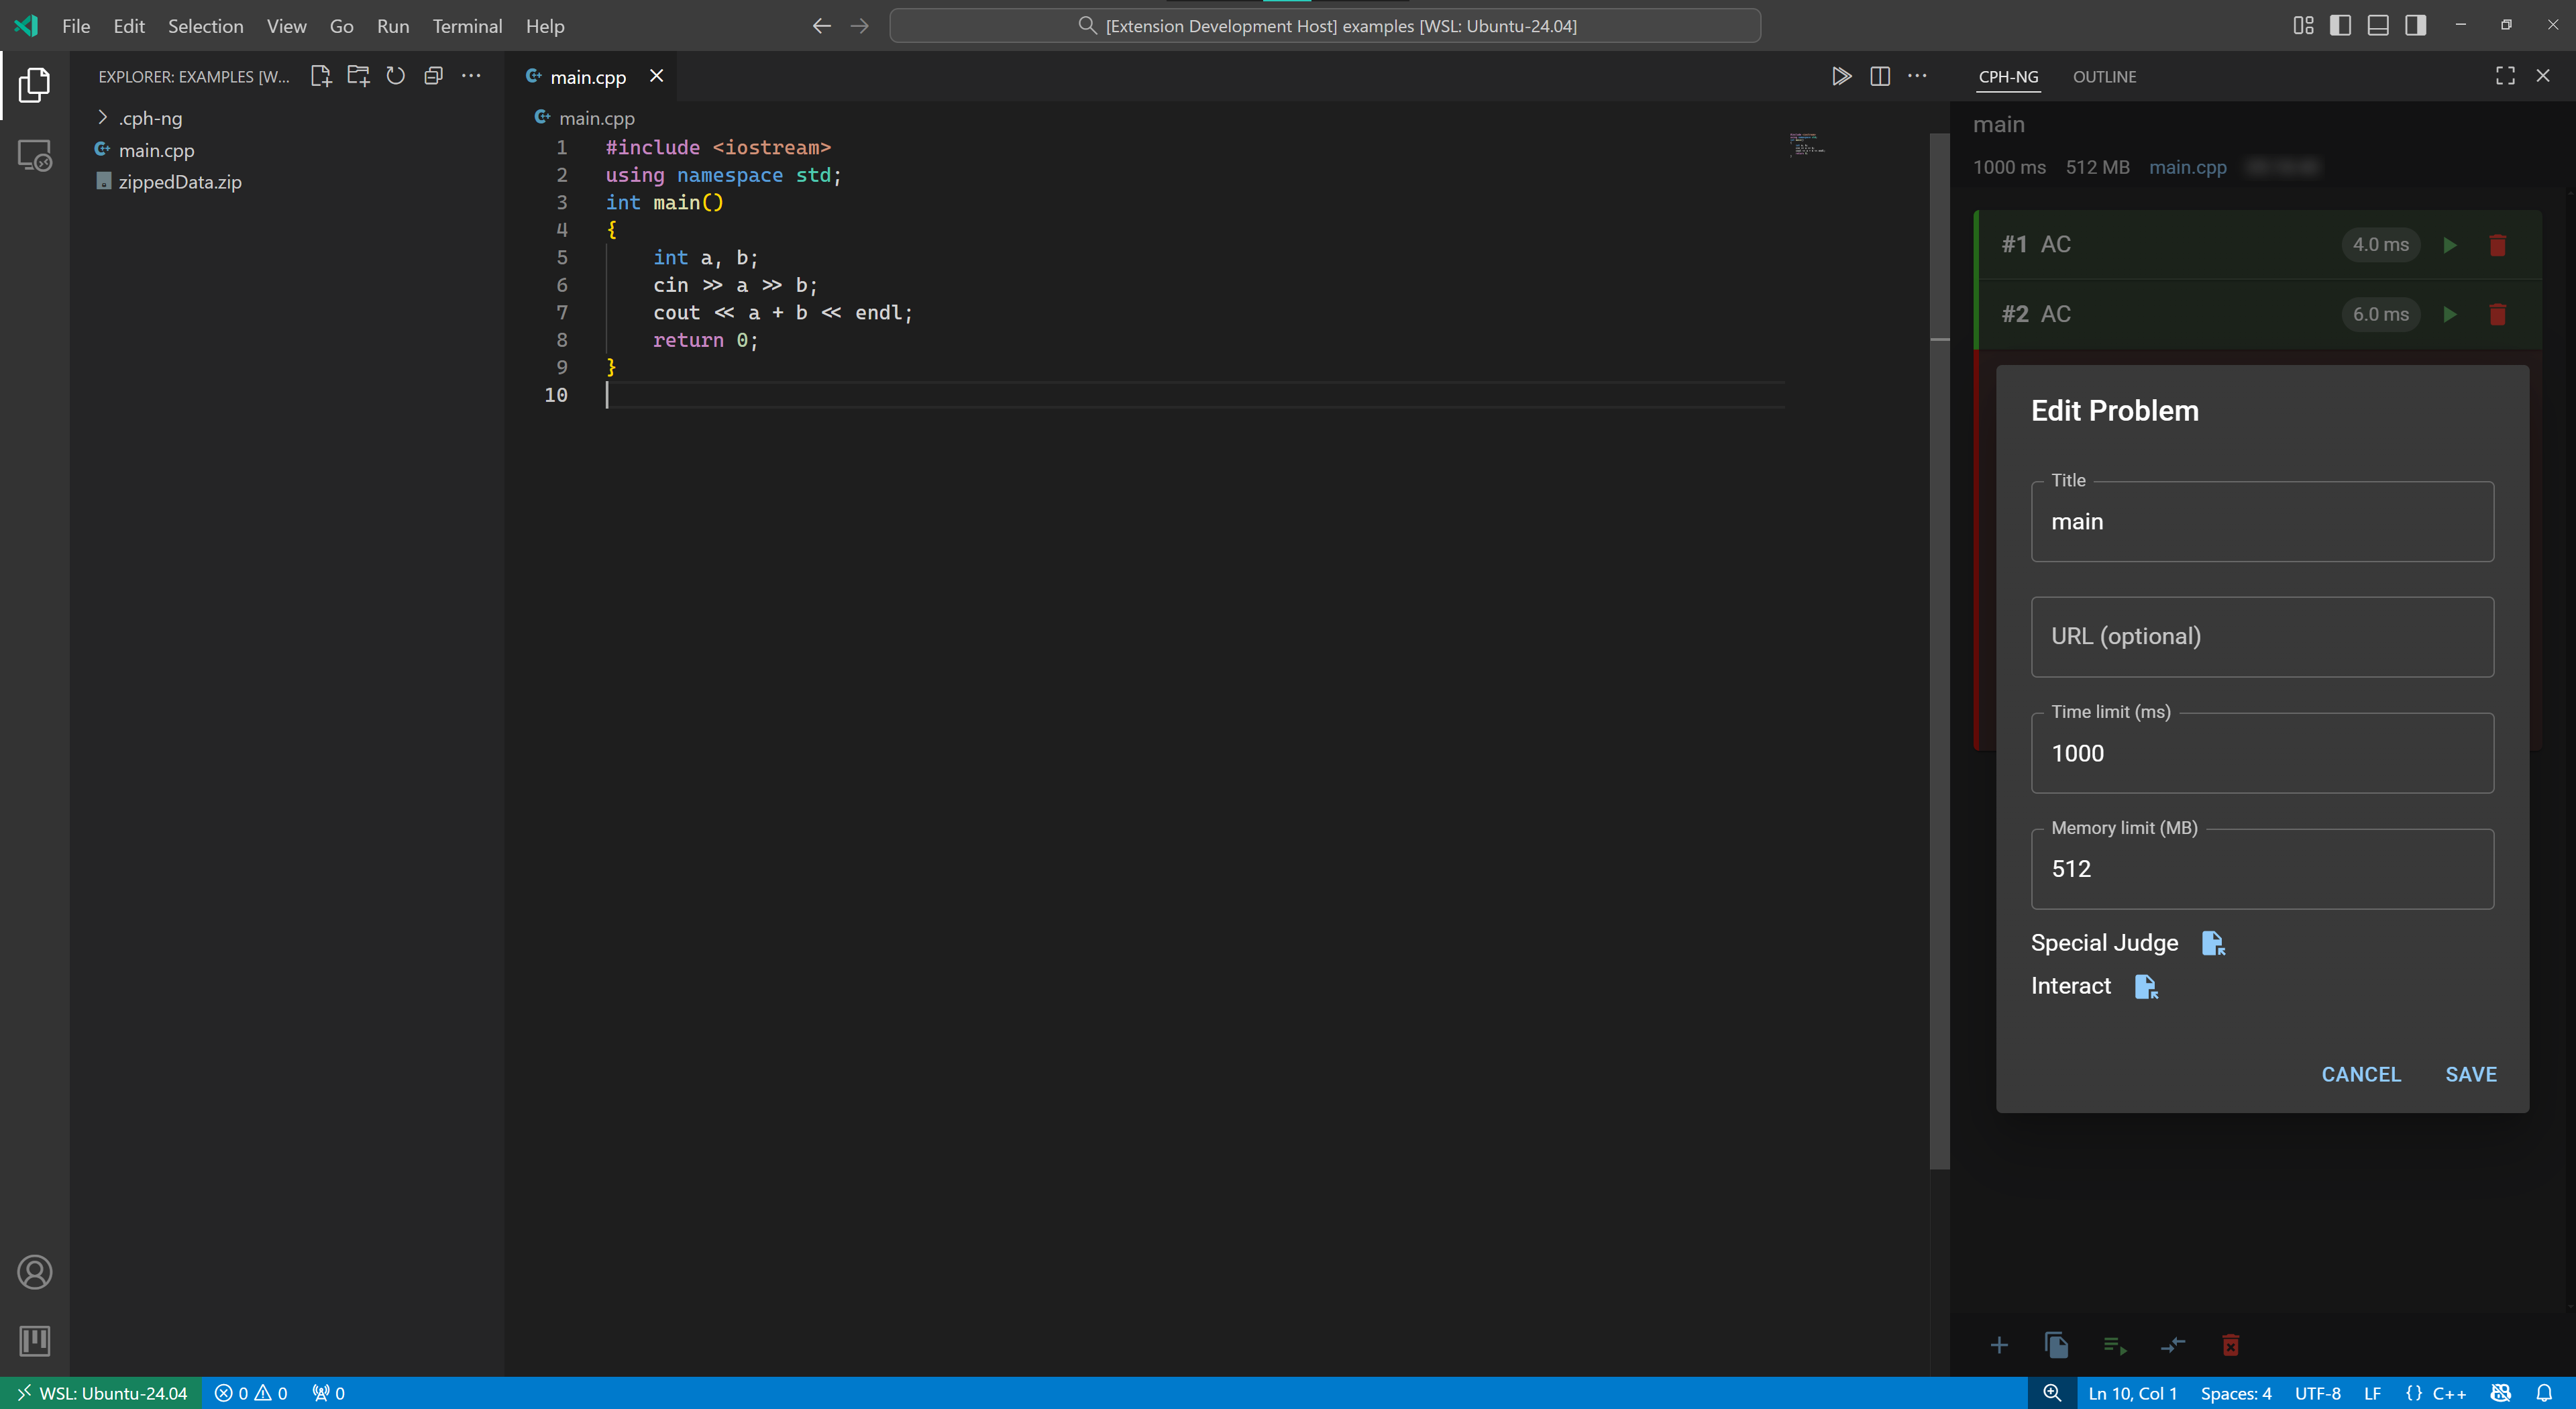 File Edit Selection View Go Run Terminal Help
[Extension Development Host] examples [WSL: Ubuntu-24.04]
EXPLORER: EXAMPLES [W...
.cph-ng
main.cpp
zippedData.zip
main.cpp
main.cpp
1 #include <iostream>
2 using namespace std;
3 int main()
4 {
5 int a, b;
6 cin >> a >> b;
7 cout << a + b << endl;
8 return 0;
9 }
10
CPH-NG OUTLINE
main
1000 ms 512 MB main.cpp
#1 AC 4.0 ms
#2 AC 6.0 ms
Edit Problem
Title
main
URL (optional)
Time limit (ms)
1000
Memory limit (MB)
512
Special Judge
Interact
CANCEL SAVE
WSL: Ubuntu-24.04 0 0 0
Ln 10, Col 1 Spaces: 4 UTF-8 LF {} C++